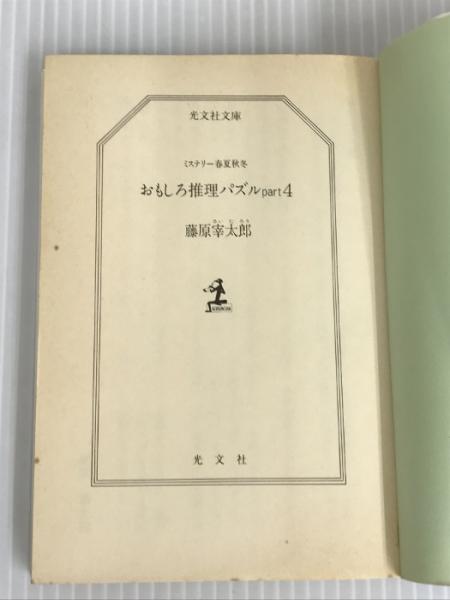 光文社文庫
ミステリー春夏秋冬
おもしろ推理パズルpart4
藤原宰太郎
光文社